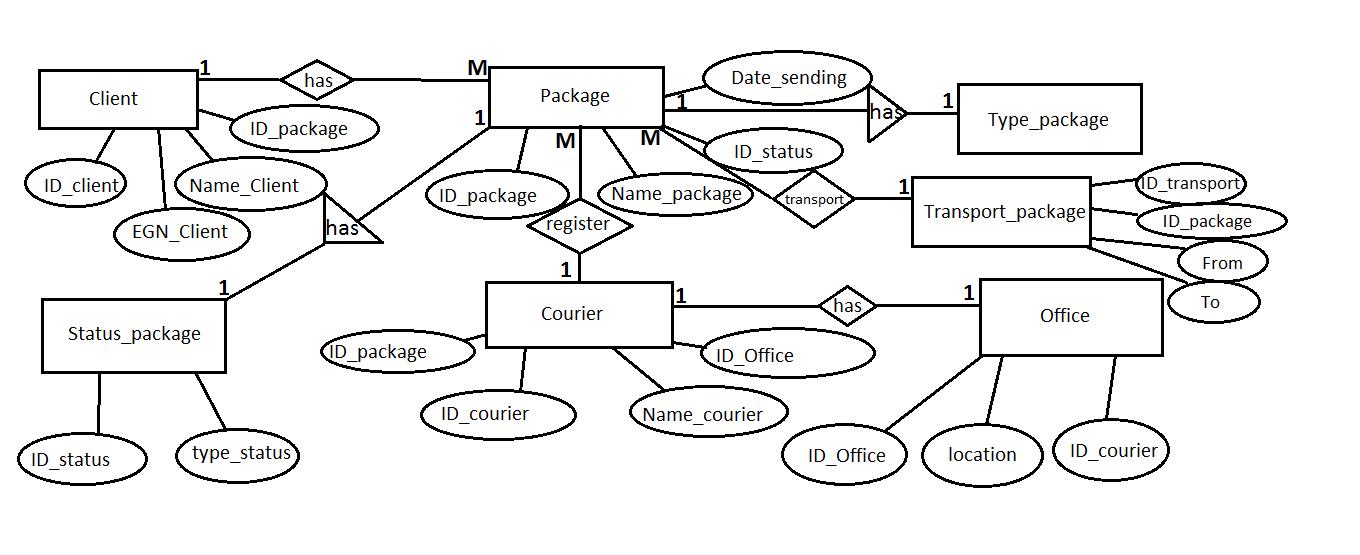 1
has
M
Client
ID_package
ID_client
Name_Client
EGN_Client
Package
Date_sending
1
has
1
Type_package
1
M
M
ID_status
ID_package
Name_package
transport
1
Transport_package
ID_transport
ID_package
From
To
has
register
1
1
Status_package
ID_status
type_status
Courier
1
has
1
Office
ID_package
ID_Office
ID_courier
Name_courier
ID_Office
location
ID_courier